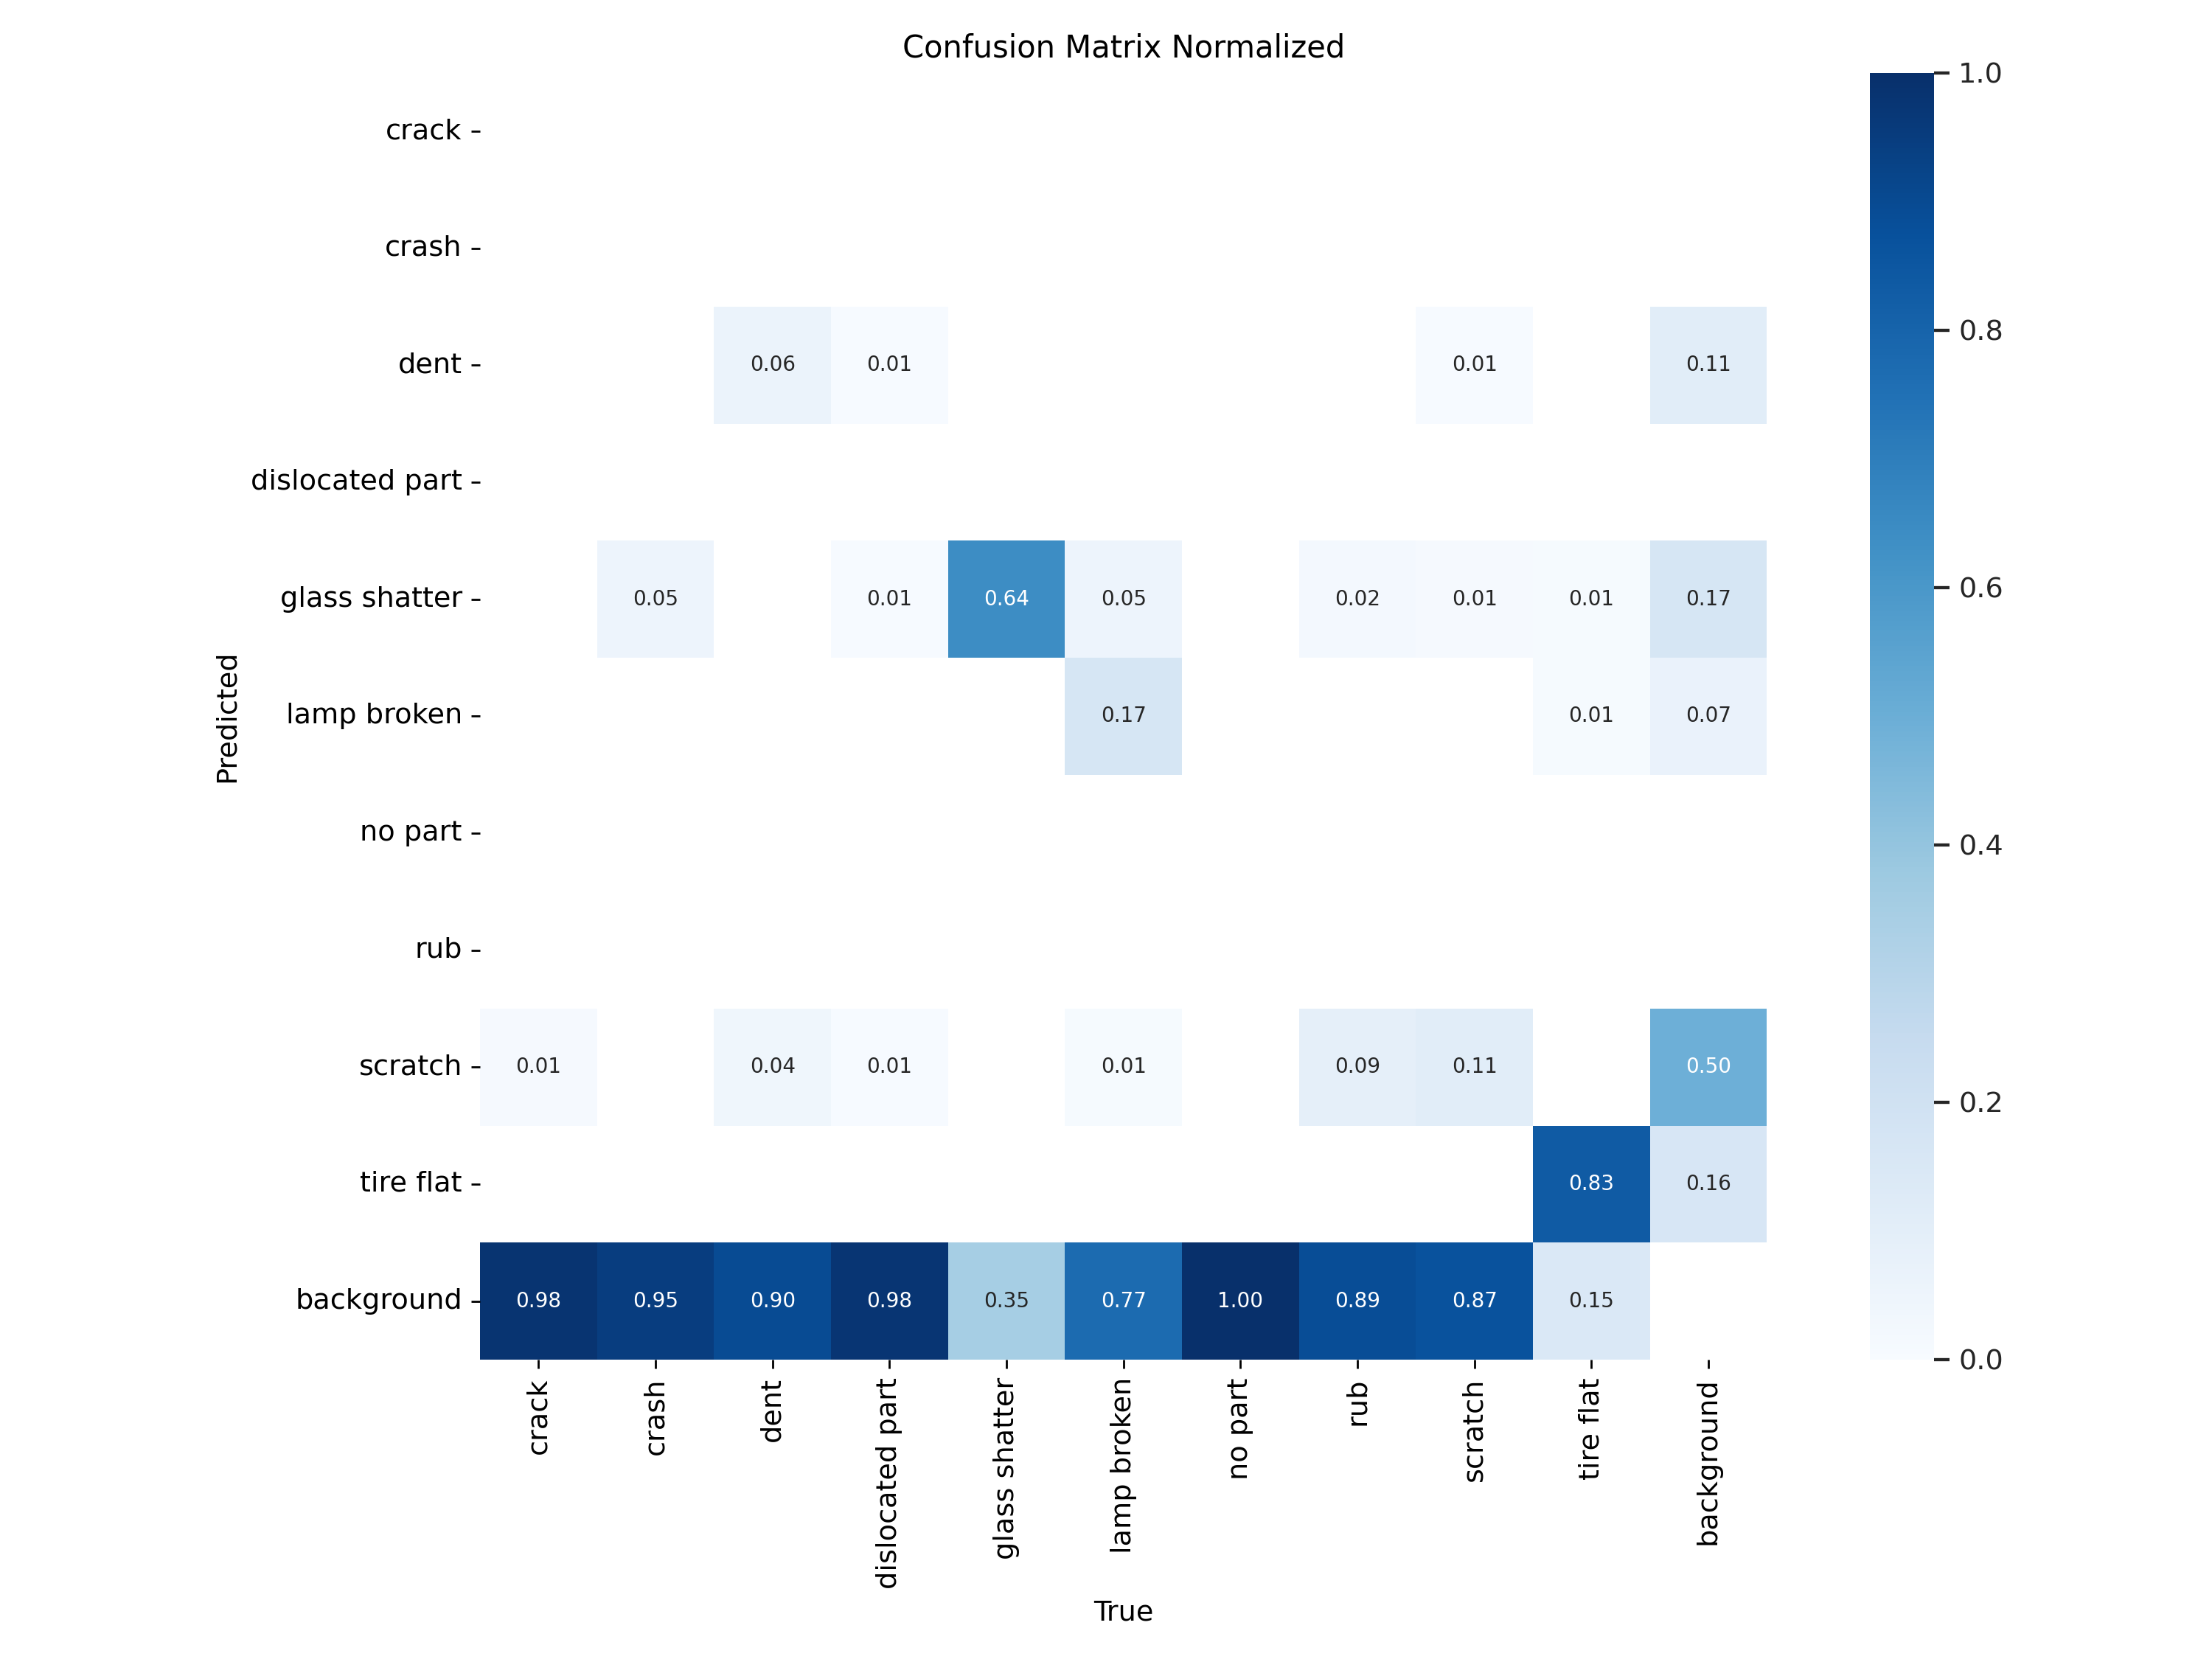 Confusion Matrix Normalized
crack
crash
dent
0.06 0.01 0.01 0.11
dislocated part
glass shatter
0.05 0.01 0.64 0.05 0.02 0.01 0.01 0.17
lamp broken
0.17 0.01 0.07
no part
rub
scratch
0.01 0.04 0.01 0.01 0.09 0.11 0.50
tire flat
0.83 0.16
background
0.98 0.95 0.90 0.98 0.35 0.77 1.00 0.89 0.87 0.15
Predicted
crack
crash
dent
dislocated part
glass shatter
lamp broken
no part
rub
scratch
tire flat
background
True
1.0
0.8
0.6
0.4
0.2
0.0